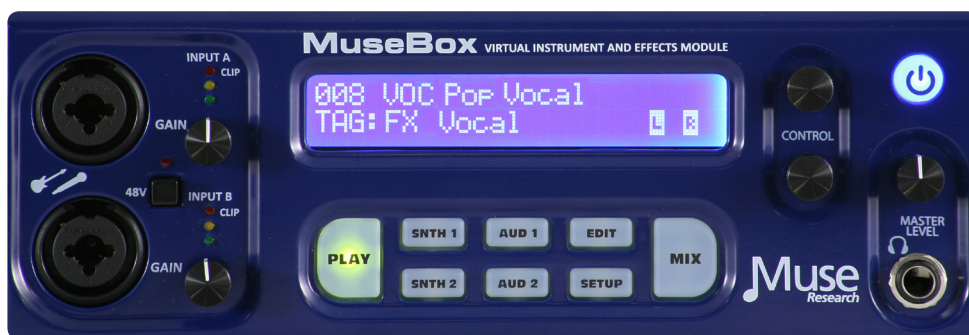 INPUT A
CLIP
GAIN
48V
INPUT B
CLIP
GAIN
MuseBox VIRTUAL INSTRUMENT AND EFFECTS MODULE
008 VOC Pop Vocal
TAG: FX Vocal L R
PLAY
SNTH 1 AUD 1 EDIT
SNTH 2 AUD 2 SETUP
MIX
CONTROL
MASTER
LEVEL
Muse
Research